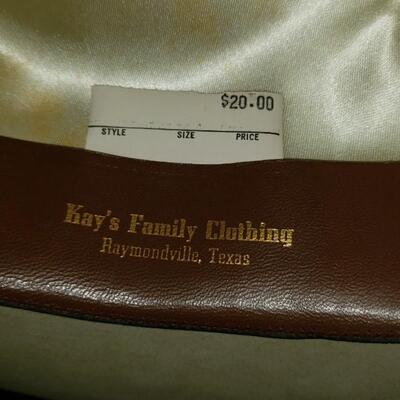 $20.00
STYLE SIZE PRICE
Kay's Family Clothing
Raymondville, Texas